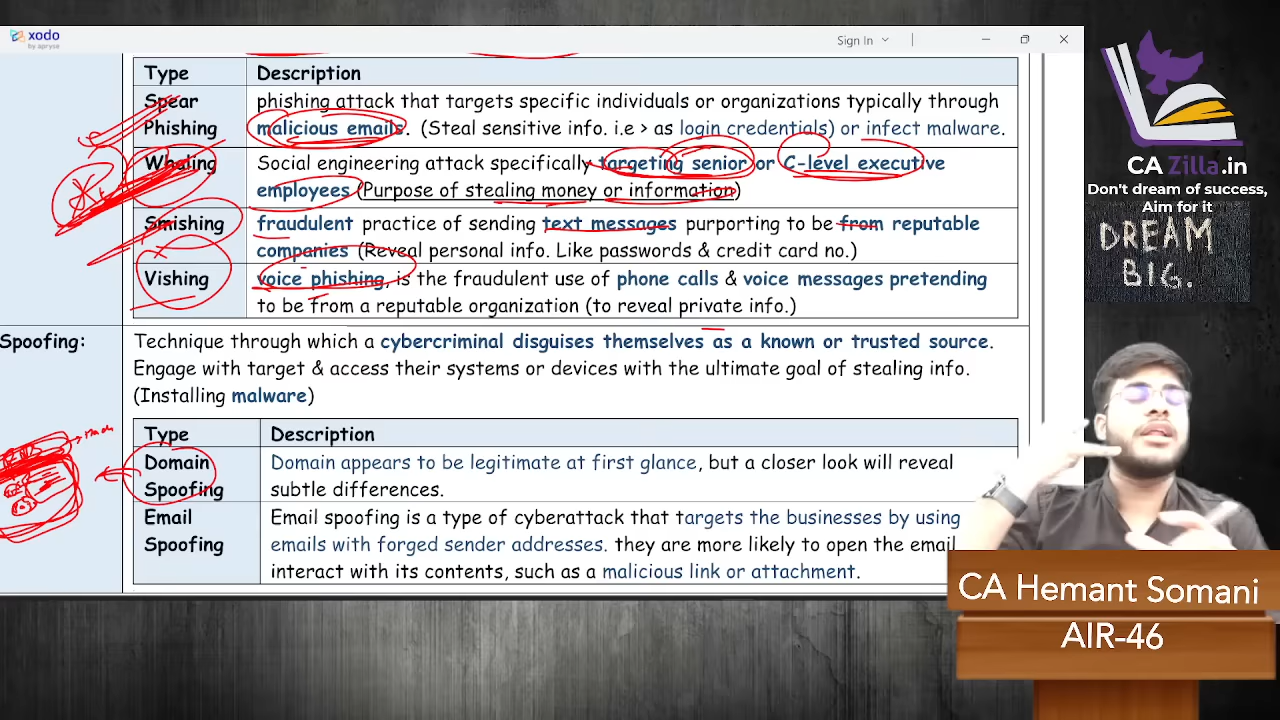 xodo
by apryse
Sign In
Type Description
Spear Phishing phishing attack that targets specific individuals or organizations typically through
malicious emails. (Steal sensitive info. i.e > as login credentials) or infect malware.
Whaling Social engineering attack specifically targeting senior or C-level executive
employees (Purpose of stealing money or information)
Smishing fraudulent practice of sending text messages purporting to be from reputable
companies (Reveal personal info. Like passwords & credit card no.)
Vishing voice phishing, is the fraudulent use of phone calls & voice messages pretending
to be from a reputable organization (to reveal private info.)
Spoofing: Technique through which a cybercriminal disguises themselves as a known or trusted source.
Engage with target & access their systems or devices with the ultimate goal of stealing info.
(Installing malware)
Type Description
Domain Spoofing Domain appears to be legitimate at first glance, but a closer look will reveal
subtle differences.
Email Spoofing Email spoofing is a type of cyberattack that targets the businesses by using
emails with forged sender addresses. they are more likely to open the email
interact with its contents, such as a malicious link or attachment.
CA Zilla.in
Don't dream of success,
Aim for it
DREAM
BIG.
CA Hemant Somani
AIR-46